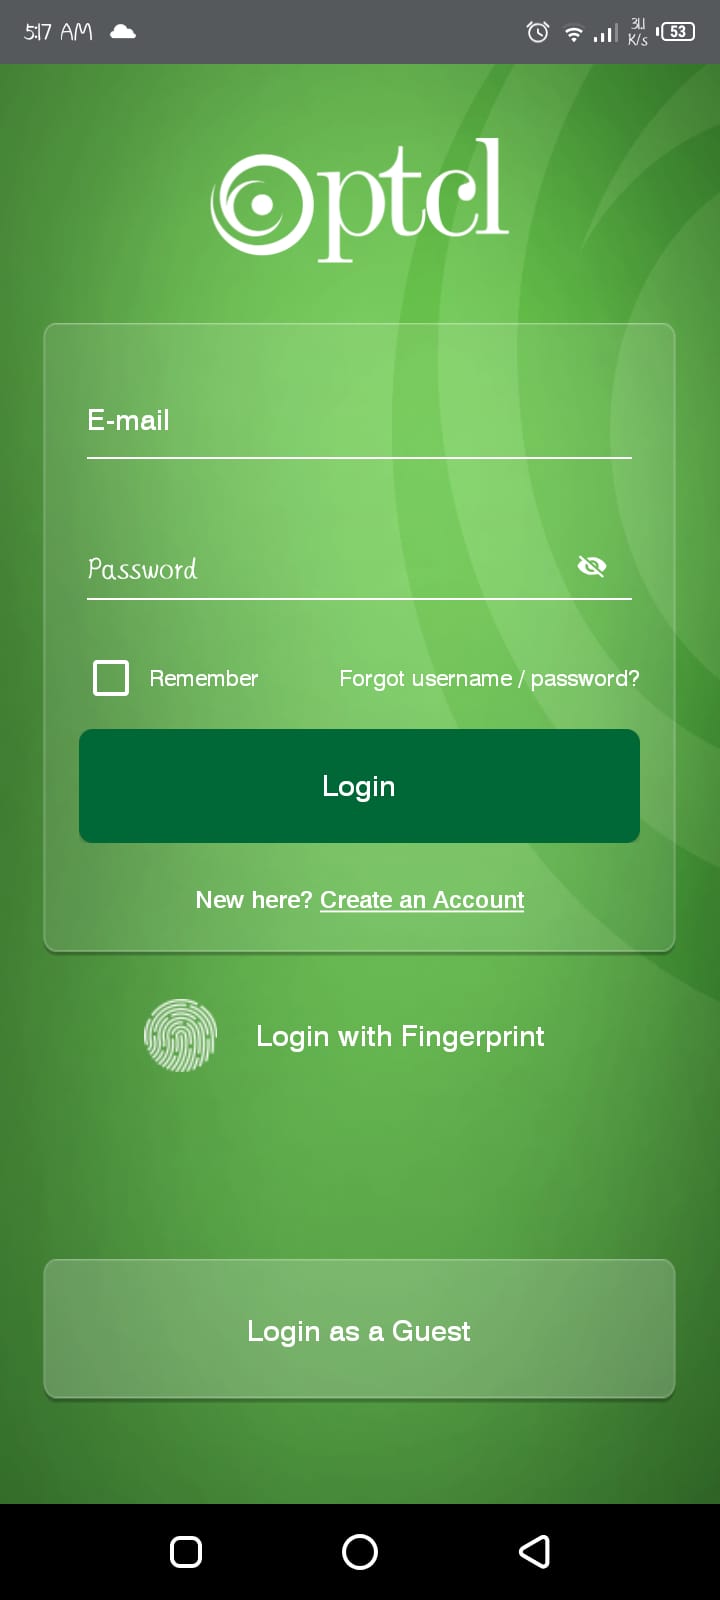 5:17 AM
31.1
K/s
53
ptcl
E-mail
Password
Remember Forgot username / password?
Login
New here? Create an Account
Login with Fingerprint
Login as a Guest